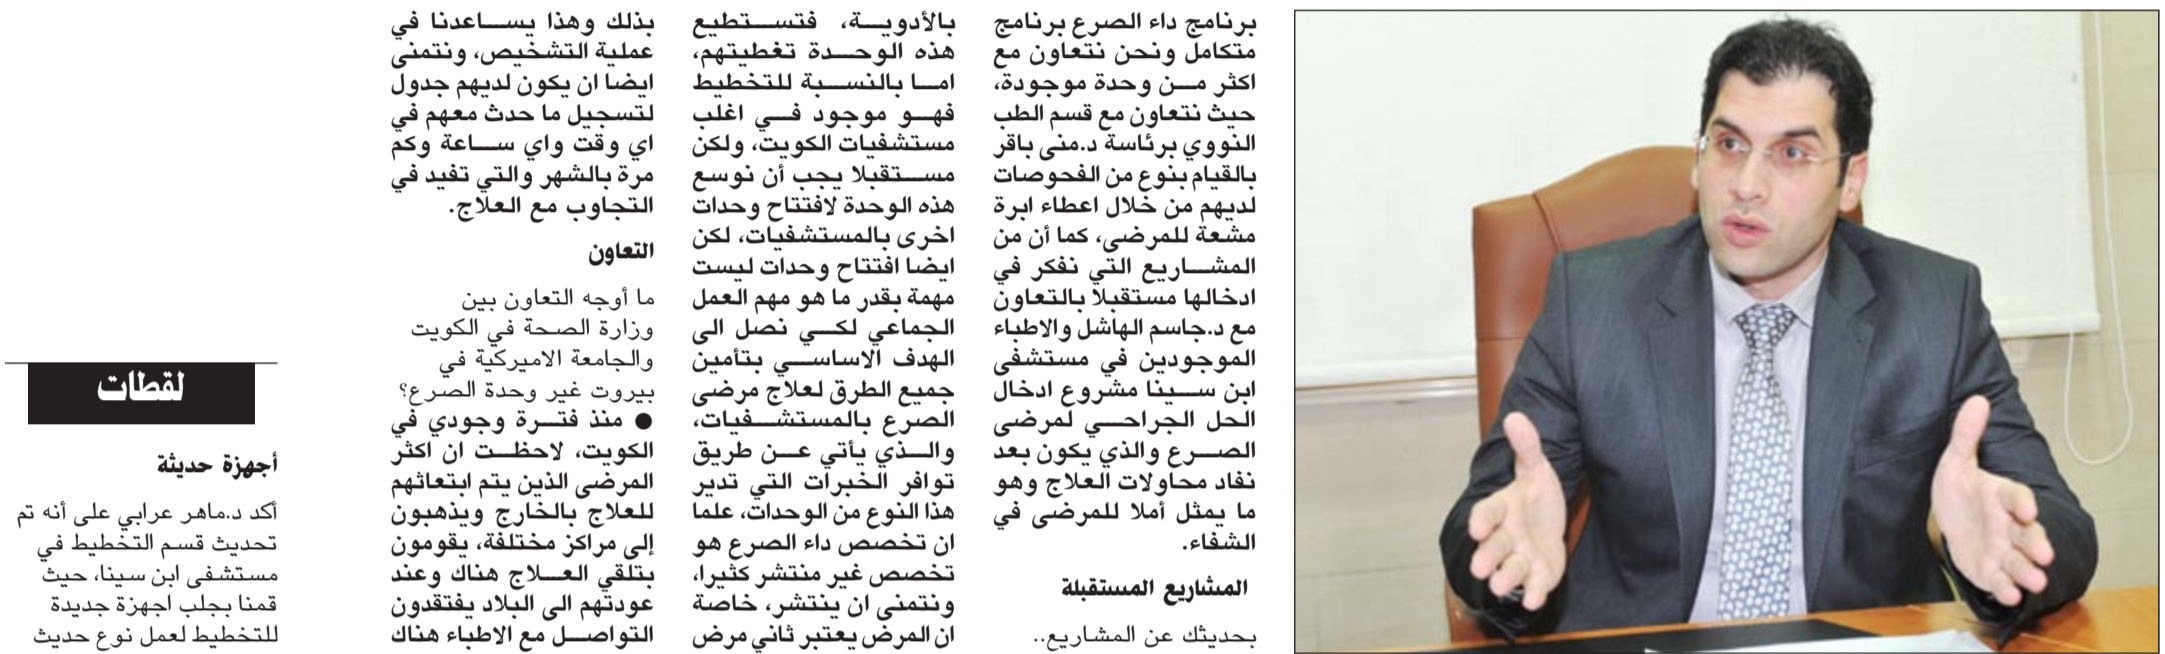 برنامج داء الصرع برنامج
متكامل ونحن نتعاون مع
اكثر من وحدة موجودة،
حيث نتعاون مع قسم الطب
النووي برئاسة د.منى باقر
بالقيام بنوع من الفحوصات
لديهم من خلال اعطاء ابرة
مشعة للمرضى، كما أن من
المشاريع التي نفكر في
ادخالها مستقبلا بالتعاون
مع د.جاسم الهاشل والاطباء
الموجودين في مستشفى
ابن سينا مشروع ادخال
الحل الجراحي لمرضى
الصرع والذي يكون بعد
نفاد محاولات العلاج وهو
ما يمثل أملا للمرضى في
الشفاء.
المشاريع المستقبلة
بحديثك عن المشاريع..
بالأدوية، فتستطيع
هذه الوحدة تغطيتهم،
اما بالنسبة للتخطيط
فهو موجود في اغلب
مستشفيات الكويت، ولكن
مستقبلا يجب أن نوسع
هذه الوحدة لافتتاح وحدات
اخرى بالمستشفيات، لكن
ايضا افتتاح وحدات ليست
مهمة بقدر ما هو مهم العمل
الجماعي لكي نصل الى
الهدف الاساسي بتأمين
جميع الطرق لعلاج مرضى
الصرع بالمستشفيات،
والذي يأتي عن طريق
توافر الخبرات التي تدير
هذا النوع من الوحدات، علما
ان تخصص داء الصرع هو
تخصص غير منتشر كثيرا،
ونتمنى ان ينتشر، خاصة
ان المرض يعتبر ثاني مرض
بذلك وهذا يساعدنا في
عملية التشخيص، ونتمنى
ايضا ان يكون لديهم جدول
لتسجيل ما حدث معهم في
اي وقت واي ساعة وكم
مرة بالشهر والتي تفيد في
التجاوب مع العلاج.
التعاون
ما أوجه التعاون بين
وزارة الصحة في الكويت
والجامعة الاميركية في
بيروت غير وحدة الصرع؟
● منذ فترة وجودي في
الكويت، لاحظت ان اكثر
المرضى الذين يتم ابتعاثهم
للعلاج بالخارج ويذهبون
إلى مراكز مختلفة، يقومون
بتلقي العلاج هناك وعند
عودتهم الى البلاد يفتقدون
التواصل مع الاطباء هناك
لقطات
أجهزة حديثة
أكد د.ماهر عرابي على أنه تم
تحديث قسم التخطيط في
مستشفى ابن سينا، حيث
قمنا بجلب اجهزة جديدة
للتخطيط لعمل نوع حديث